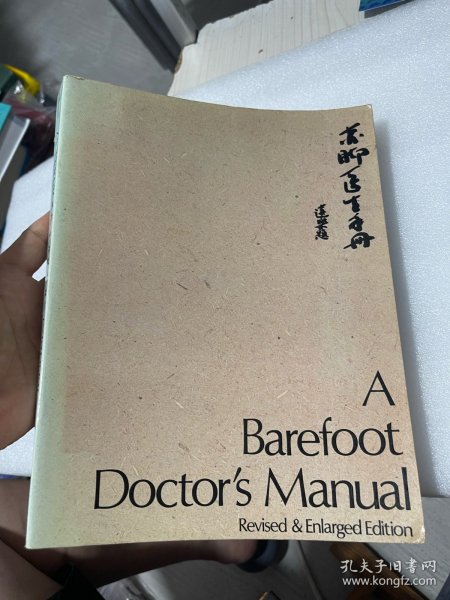 赤脚医生手册
A
Barefoot
Doctor's Manual
Revised & Enlarged Edition
孔夫子旧书网
www.kongfz.com